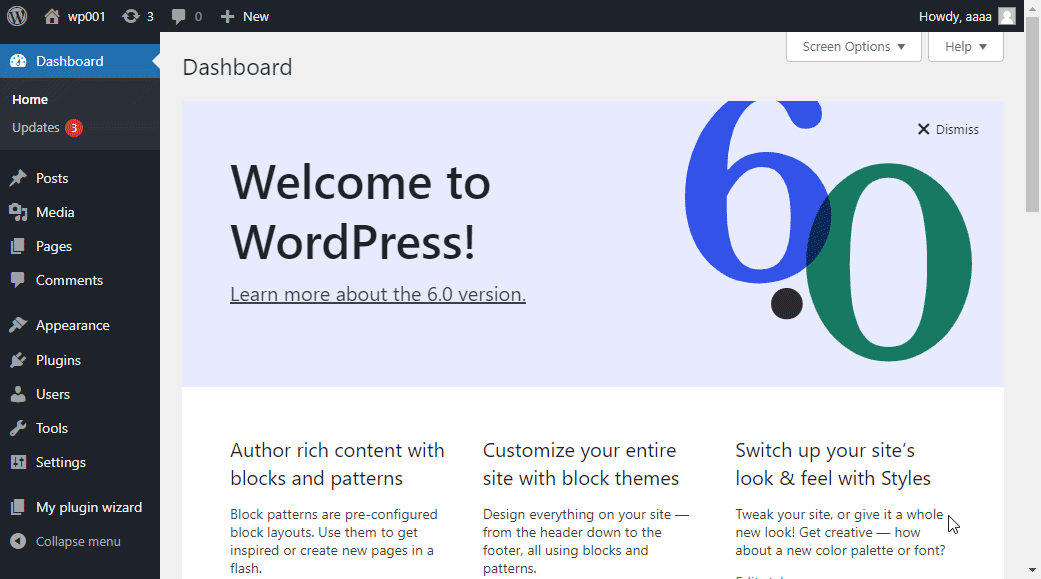 wp001 3 0 New Howdy, aaaa
Screen Options Help
Dashboard
Home
Updates 3
Posts
Media
Pages
Comments
Appearance
Plugins
Users
Tools
Settings
My plugin wizard
Collapse menu
Dashboard
6.0
Dismiss
Welcome to
WordPress!
Learn more about the 6.0 version.
Author rich content with
blocks and patterns
Block patterns are pre-configured
block layouts. Use them to get
inspired or create new pages in a
flash.
Customize your entire
site with block themes
Design everything on your site —
from the header down to the
footer, all using blocks and
patterns.
Switch up your site’s
look & feel with Styles
Tweak your site, or give it a whole
new look! Get creative — how
about a new color palette or font?